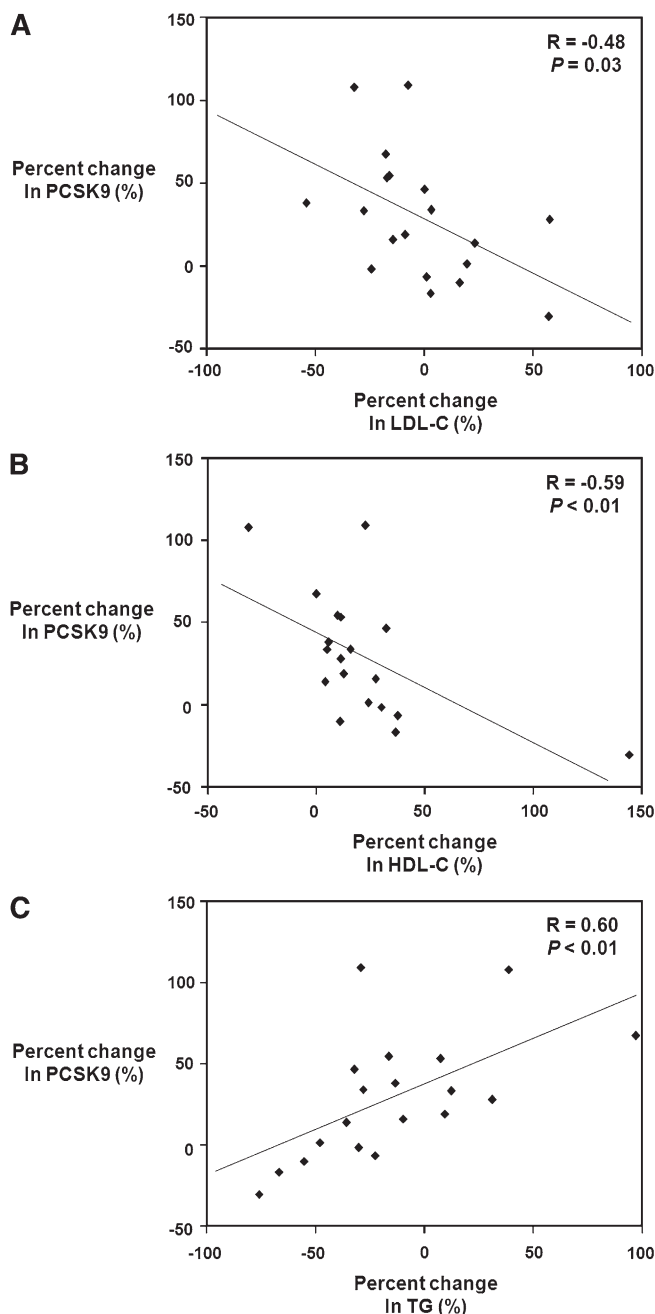 A
150
100
50
0
-50
Percent change
In PCSK9 (%)
R = -0.48
P = 0.03
-100
-50
0
50
100
Percent change
In LDL-C (%)
B
150
100
50
0
-50
Percent change
In PCSK9 (%)
R = -0.59
P < 0.01
-50
0
50
100
150
Percent change
In HDL-C (%)
C
150
100
50
0
-50
Percent change
In PCSK9 (%)
R = 0.60
P < 0.01
-100
-50
0
50
100
Percent change
In TG (%)